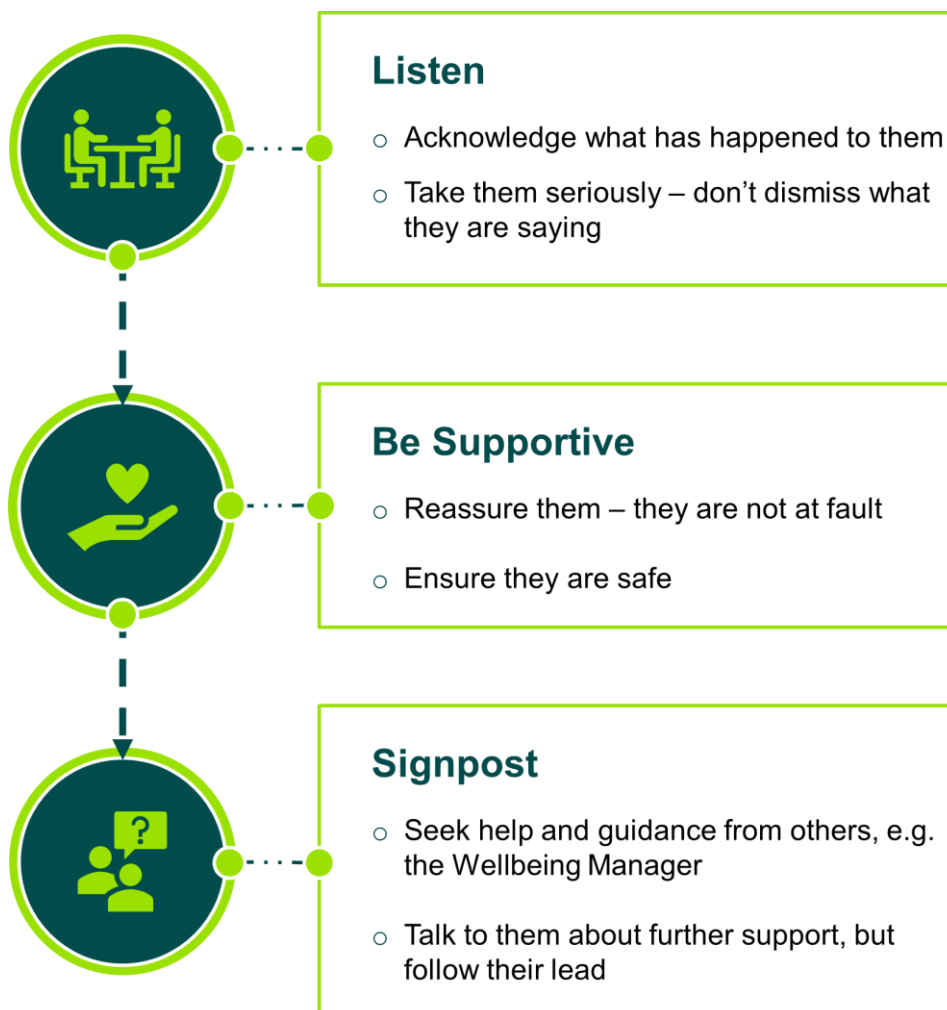 Listen
○ Acknowledge what has happened to them
○ Take them seriously – don’t dismiss what
they are saying
Be Supportive
○ Reassure them – they are not at fault
○ Ensure they are safe
?
Signpost
○ Seek help and guidance from others, e.g.
the Wellbeing Manager
○ Talk to them about further support, but
follow their lead